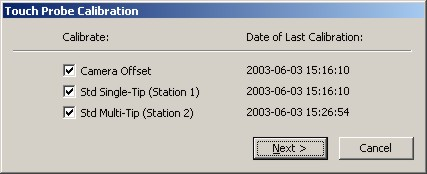 Touch Probe Calibration
Calibrate: Date of Last Calibration:
Camera Offset 2003-06-03 15:16:10
Std Single-Tip (Station 1) 2003-06-03 15:16:10
Std Multi-Tip (Station 2) 2003-06-03 15:26:54
Next > Cancel